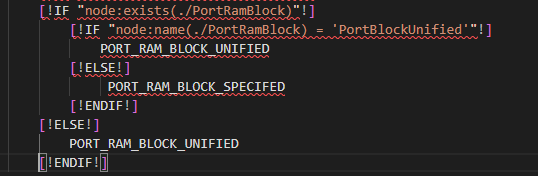 [!IF "node:exists(./PortRamBlock)"!]
[!IF "node:name(./PortRamBlock) = 'PortBlockUnified'"!]
PORT_RAM_BLOCK_UNIFIED
[!ELSE!]
PORT_RAM_BLOCK_SPECIFED
[!ENDIF!]
[!ELSE!]
PORT_RAM_BLOCK_UNIFIED
[!ENDIF!]